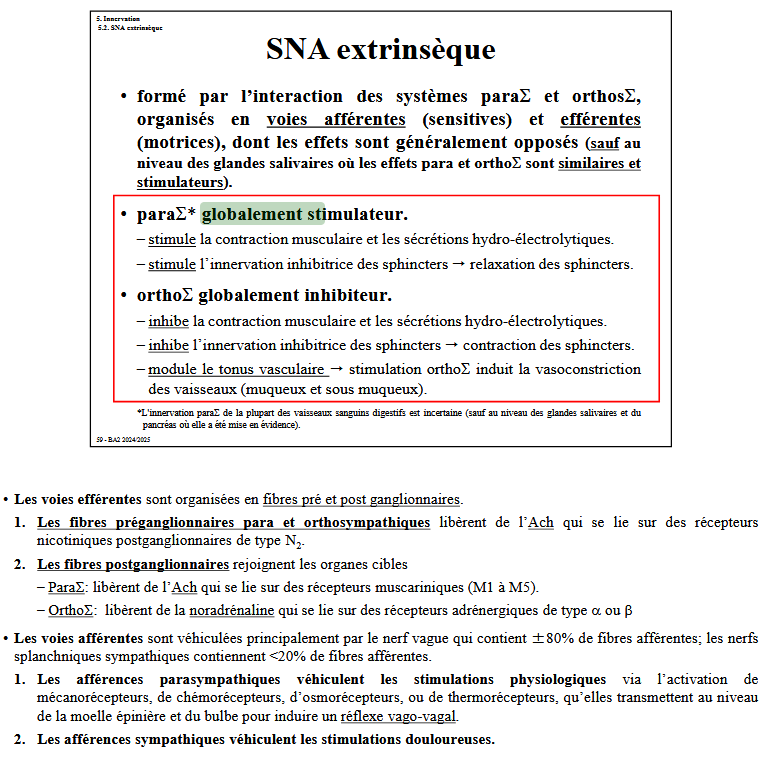 5. Innervation
5.2. SNA extrinsèque
SNA extrinsèque
• formé par l’interaction des systèmes paraΣ et orthosΣ,
organisés en voies afférentes (sensitives) et efférentes
(motrices), dont les effets sont généralement opposés (sauf au
niveau des glandes salivaires où les effets para et orthoΣ sont similaires et
stimulateurs).
• paraΣ* globalement stimulateur.
– stimule la contraction musculaire et les sécrétions hydro-électrolytiques.
– stimule l’innervation inhibitrice des sphincters → relaxation des sphincters.
• orthoΣ globalement inhibiteur.
– inhibe la contraction musculaire et les sécrétions hydro-électrolytiques.
– inhibe l’innervation inhibitrice des sphincters → contraction des sphincters.
– module le tonus vasculaire → stimulation orthoΣ induit la vasoconstriction
des vaisseaux (muqueux et sous muqueux).
*L’innervation paraΣ de la plupart des vaisseaux sanguins digestifs est incertaine (sauf au niveau des glandes salivaires et du
pancréas où elle a été mise en évidence).
59 - BA2 2024/2025
• Les voies efférentes sont organisées en fibres pré et post ganglionnaires.
1. Les fibres préganglionnaires para et orthosympathiques libèrent de l’Ach qui se lie sur des récepteurs
nicotiniques postganglionnaires de type N2.
2. Les fibres postganglionnaires rejoignent les organes cibles
– ParaΣ: libèrent de l’Ach qui se lie sur des récepteurs muscariniques (M1 à M5).
– OrthoΣ: libèrent de la noradrénaline qui se lie sur des récepteurs adrénergiques de type α ou β
• Les voies afférentes sont véhiculées principalement par le nerf vague qui contient ±80% de fibres afférentes; les nerfs
splanchniques sympathiques contiennent <20% de fibres afférentes.
1. Les afférences parasympathiques véhiculent les stimulations physiologiques via l’activation de
mécanorécepteurs, de chémorécepteurs, d’osmorécepteurs, ou de thermorécepteurs, qu’elles transmettent au niveau
de la moelle épinière et du bulbe pour induire un réflexe vago-vagal.
2. Les afférences sympathiques véhiculent les stimulations douloureuses.